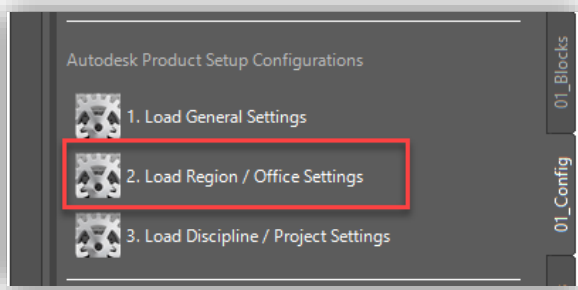 Autodesk Product Setup Configurations
1. Load General Settings
2. Load Region / Office Settings
3. Load Discipline / Project Settings
01_Blocks
01_Config